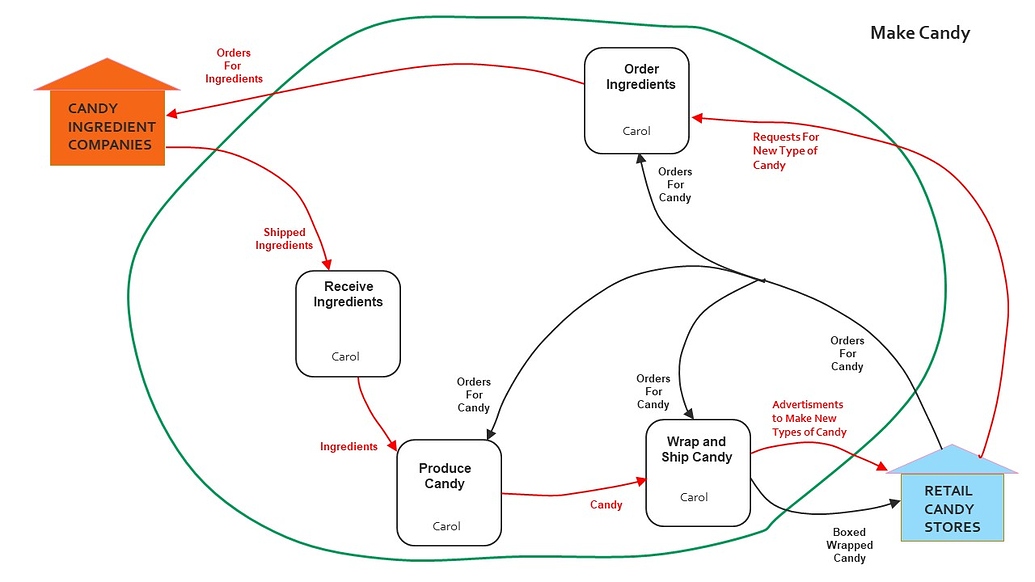 Make Candy
Orders
For
Ingredients
CANDY
INGREDIENT
COMPANIES
Order
Ingredients
Carol
Requests For
New Type of
Candy
Orders
For
Candy
Shipped
Ingredients
Receive
Ingredients
Carol
Orders
For
Candy
Orders
For
Candy
Orders
For
Candy
Ingredients
Produce
Candy
Carol
Candy
Wrap and
Ship Candy
Carol
Advertisments
to Make New
Types of Candy
RETAIL
CANDY
STORES
Boxed
Wrapped
Candy